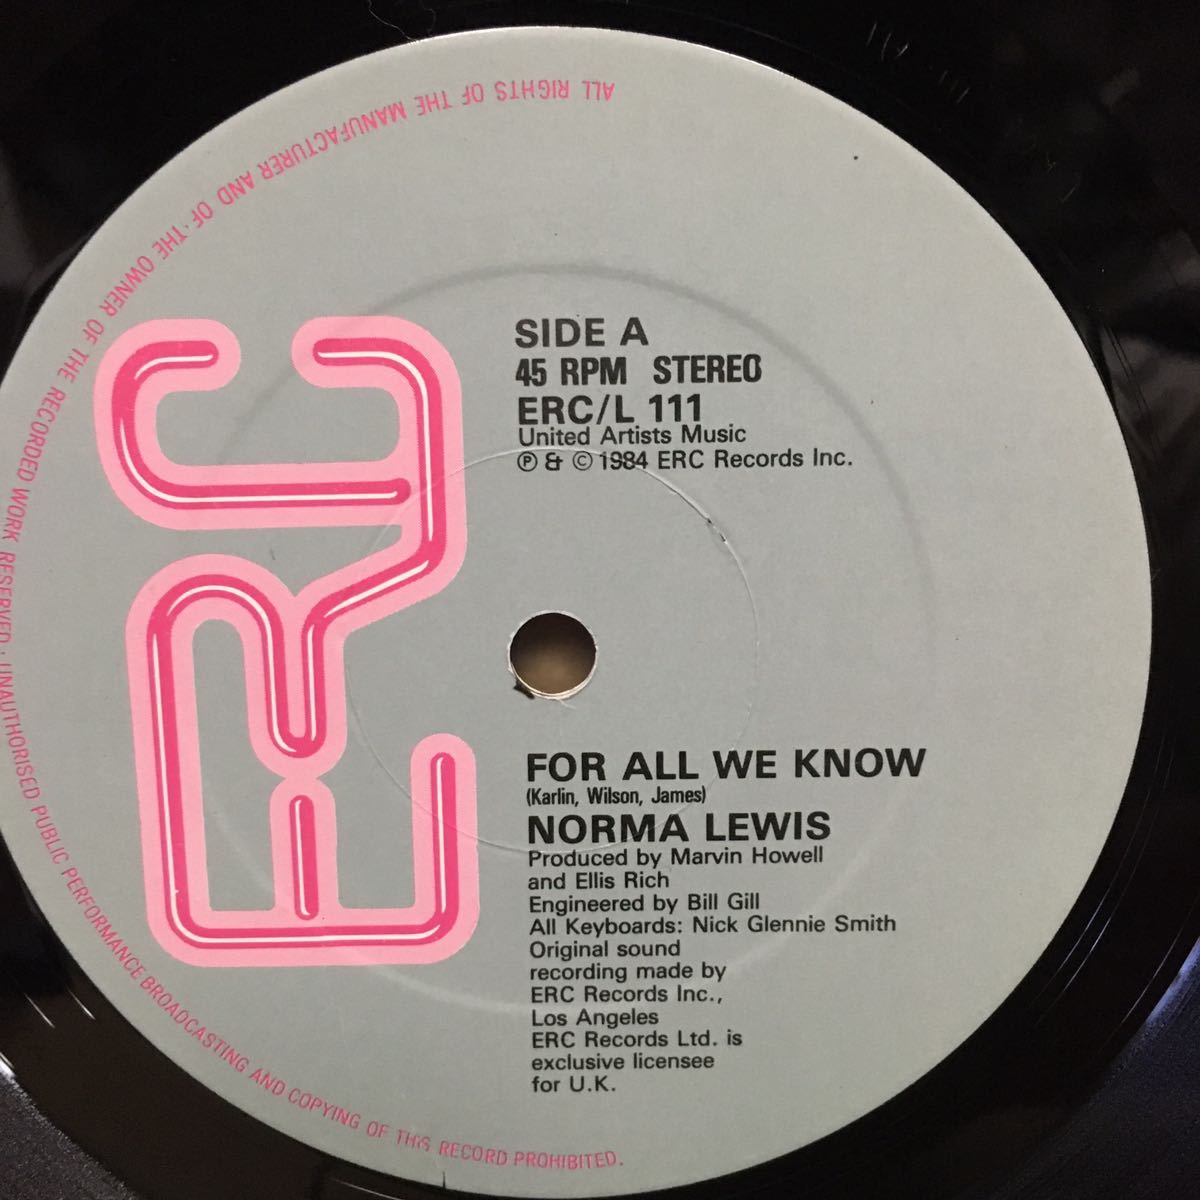 ALL RIGHTS OF THE MANUFACTURER AND OF THE OWNER OF THE RECORDED WORK RESERVED · UNAUTHORISED PUBLIC PERFORMANCE BROADCASTING AND COPYING OF THIS RECORD PROHIBITED.
ERC
SIDE A
45 RPM STEREO
ERC/L 111
United Artists Music
℗ & © 1984 ERC Records Inc.
FOR ALL WE KNOW
(Karlin, Wilson, James)
NORMA LEWIS
Produced by Marvin Howell
and Ellis Rich
Engineered by Bill Gill
All Keyboards: Nick Glennie Smith
Original sound
recording made by
ERC Records Inc.,
Los Angeles
ERC Records Ltd. is
exclusive licensee
for U.K.